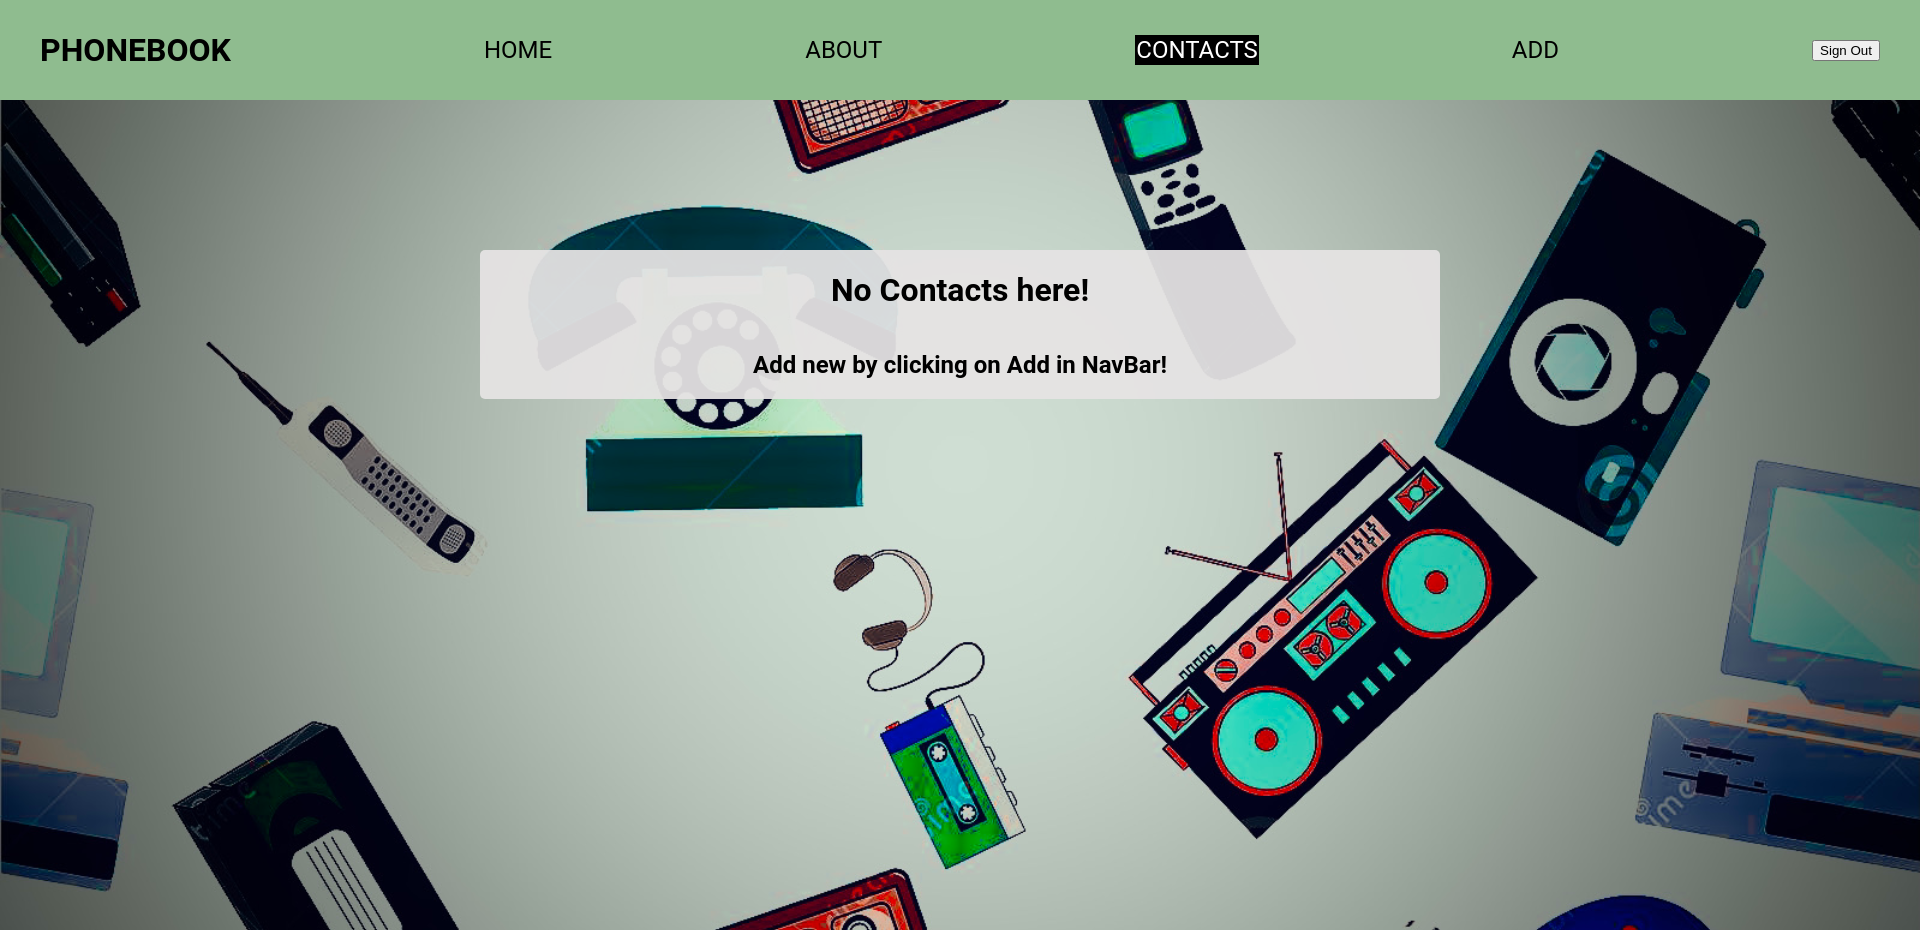 PHONEBOOK HOME ABOUT CONTACTS ADD Sign Out
No Contacts here!
Add new by clicking on Add in NavBar!